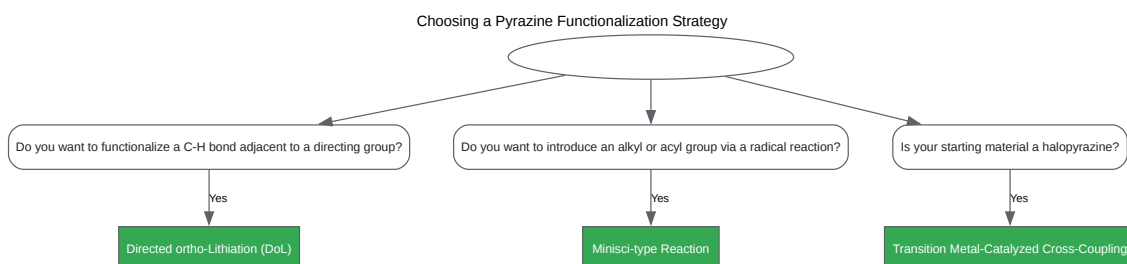 Choosing a Pyrazine Functionalization Strategy
Do you want to functionalize a C-H bond adjacent to a directing group?
Do you want to introduce an alkyl or acyl group via a radical reaction?
Is your starting material a halopyrazine?
Yes
Yes
Yes
Directed ortho-Lithiation (DoL)
Minisci-type Reaction
Transition Metal-Catalyzed Cross-Coupling